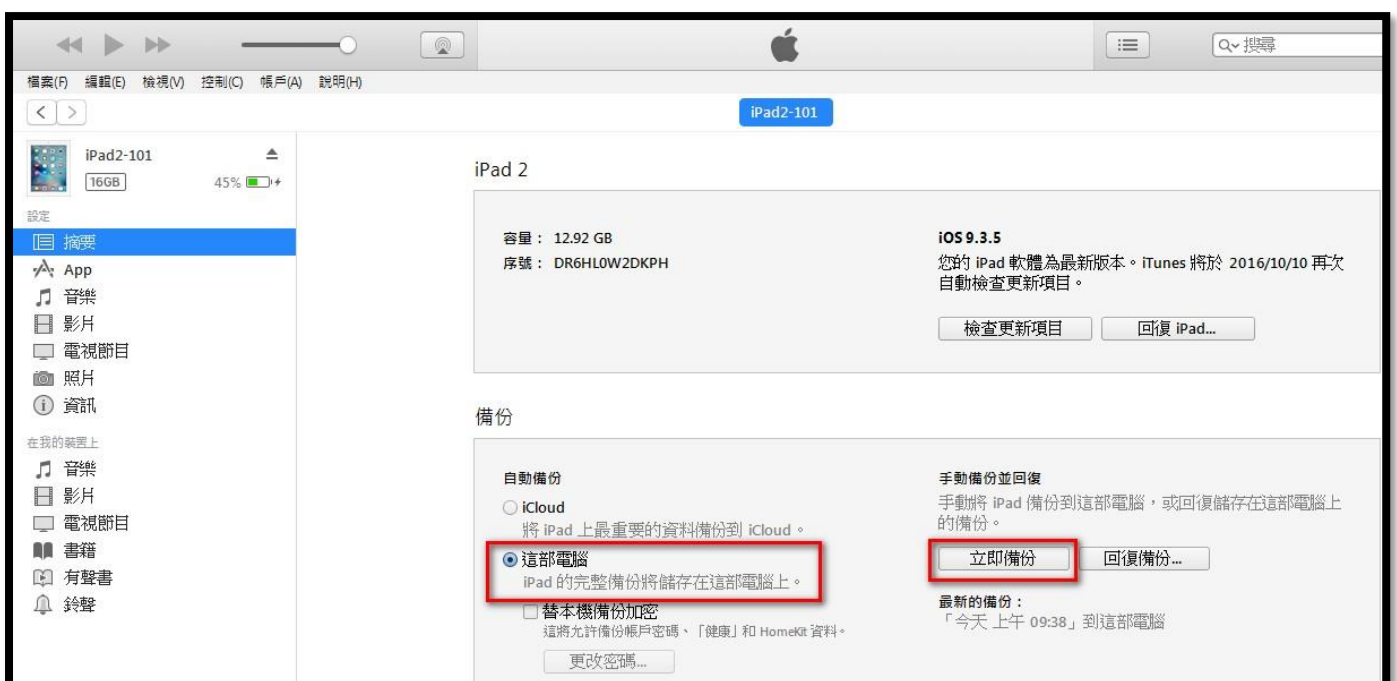 搜尋
檔案(F) 編輯(E) 檢視(V) 控制(C) 帳戶(A) 說明(H)
iPad2-101
iPad2-101
16GB
45%
設定
摘要
App
音樂
影片
電視節目
照片
資訊
在我的裝置上
音樂
影片
電視節目
書籍
有聲書
鈴聲
iPad 2
容量： 12.92 GB
序號： DR6HL0W2DKPH
iOS 9.3.5
您的 iPad 軟體為最新版本。iTunes 將於 2016/10/10 再次
自動檢查更新項目。
檢查更新項目
回復 iPad...
備份
自動備份
iCloud
將 iPad 上最重要的資料備份到 iCloud。
這部電腦
iPad 的完整備份將儲存在這部電腦上。
替本機備份加密
這將允許備份帳戶密碼、「健康」和 HomeKit 資料。
更改密碼...
手動備份並回復
手動將 iPad 備份到這部電腦，或回復儲存在這部電腦上
的備份。
立即備份
回復備份...
最新的備份：
「今天 上午 09:38」到這部電腦